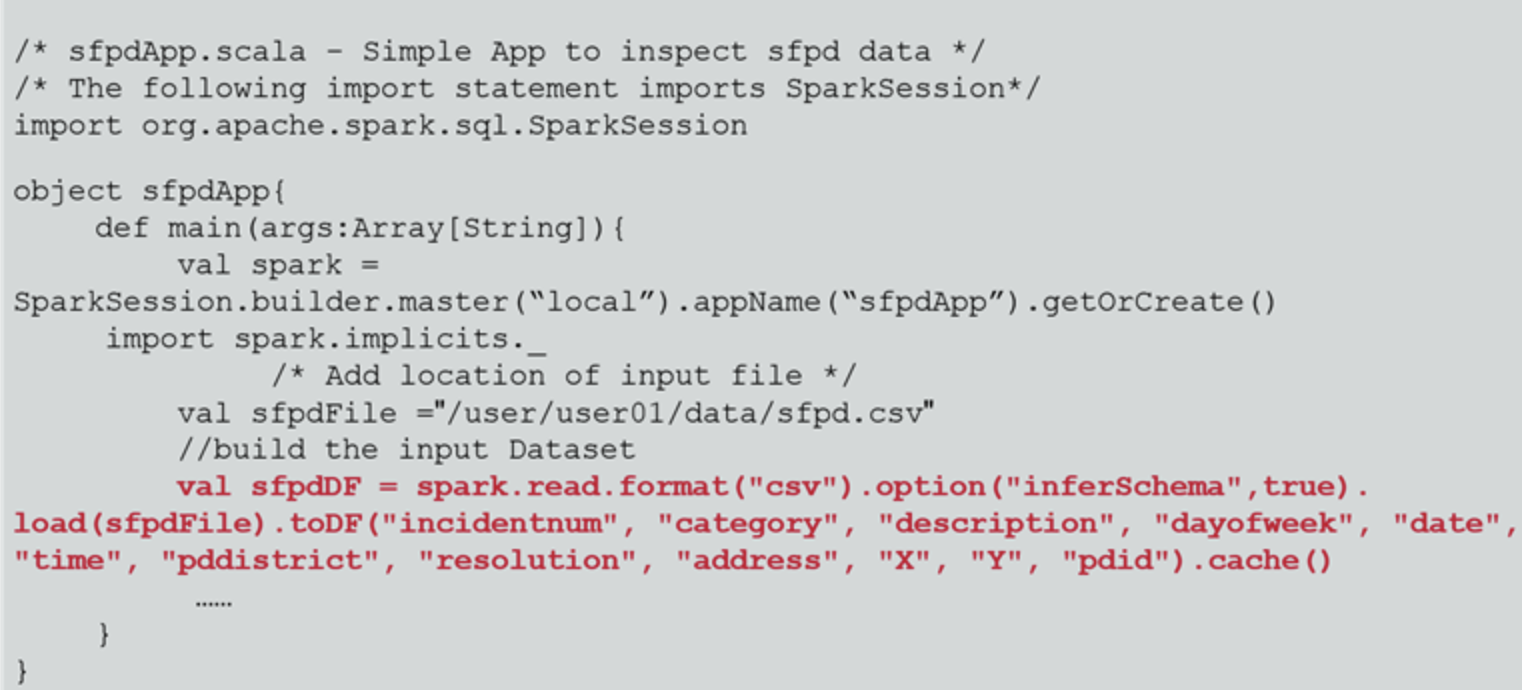 /* sfpdApp.scala – Simple App to inspect sfpd data */
/* The following import statement imports SparkSession*/
import org.apache.spark.sql.SparkSession
object sfpdApp{
def main(args:Array[String]){
val spark =
SparkSession.builder.master(“local”).appName(“sfpdApp”).getOrCreate()
import spark.implicits._
/* Add location of input file */
val sfpdFile ="/user/user01/data/sfpd.csv"
//build the input Dataset
val sfpdDF = spark.read.format("csv").option("inferSchema",true).
load(sfpdFile).toDF("incidentnum", "category", "description", "dayofweek", "date",
"time", "pddistrict", "resolution", "address", "X", "Y", "pdid").cache()
……
}
}